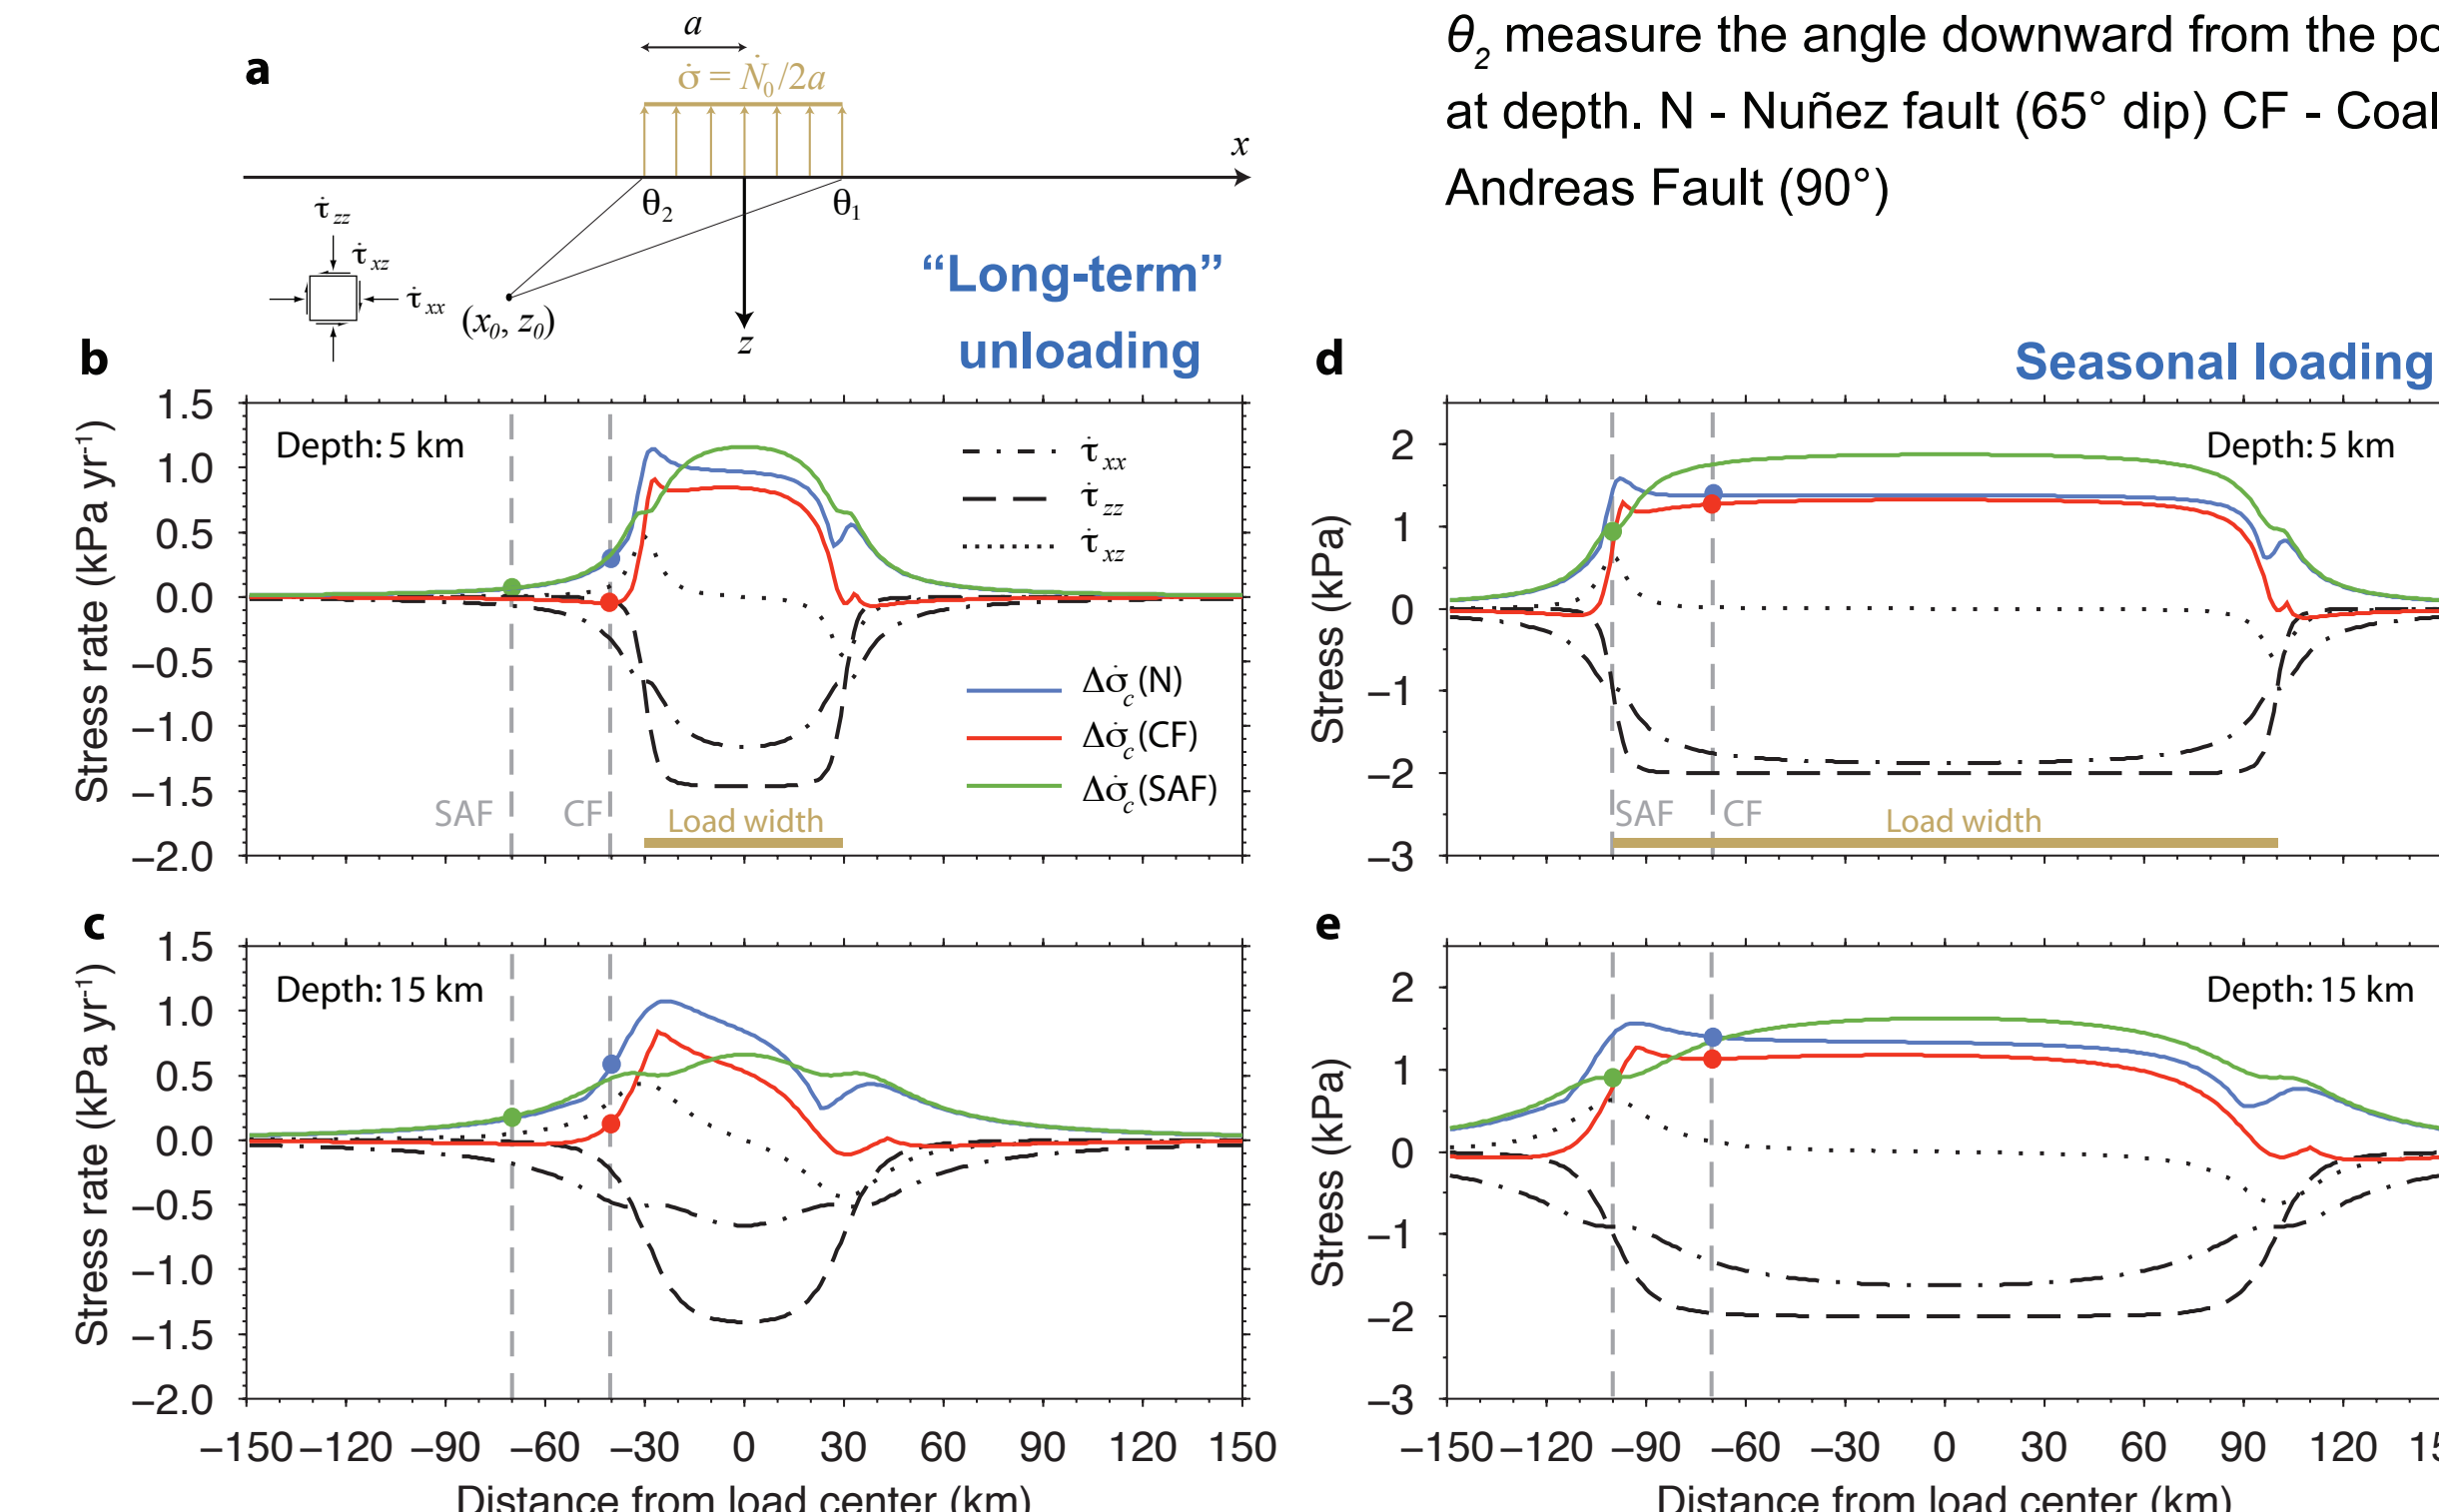 θ₂ measure the angle downward from the po
at depth. N - Nuñez fault (65° dip) CF - Coal
Andreas Fault (90°)
a
a
σ̇ = Ṅ₀/2a
x
θ₂
θ₁
τ̇zz
τ̇xz
τ̇xx
(x₀, z₀)
z
“Long-term”
unloading
b
Depth: 5 km
τ̇xx
τ̇zz
τ̇xz
Δσ̇c(N)
Δσ̇c(CF)
Δσ̇c(SAF)
SAF
CF
Load width
Stress rate (kPa yr⁻¹)
1.5
1.0
0.5
0.0
−0.5
−1.0
−1.5
−2.0
c
Depth: 15 km
Stress rate (kPa yr⁻¹)
1.5
1.0
0.5
0.0
−0.5
−1.0
−1.5
−2.0
−150 −120 −90 −60 −30 0 30 60 90 120 150
Distance from load center (km)
d
Seasonal loading
Depth: 5 km
SAF
CF
Load width
Stress (kPa)
2
1
0
−1
−2
−3
e
Depth: 15 km
Stress (kPa)
2
1
0
−1
−2
−3
−150 −120 −90 −60 −30 0 30 60 90 120 15
Distance from load center (km)